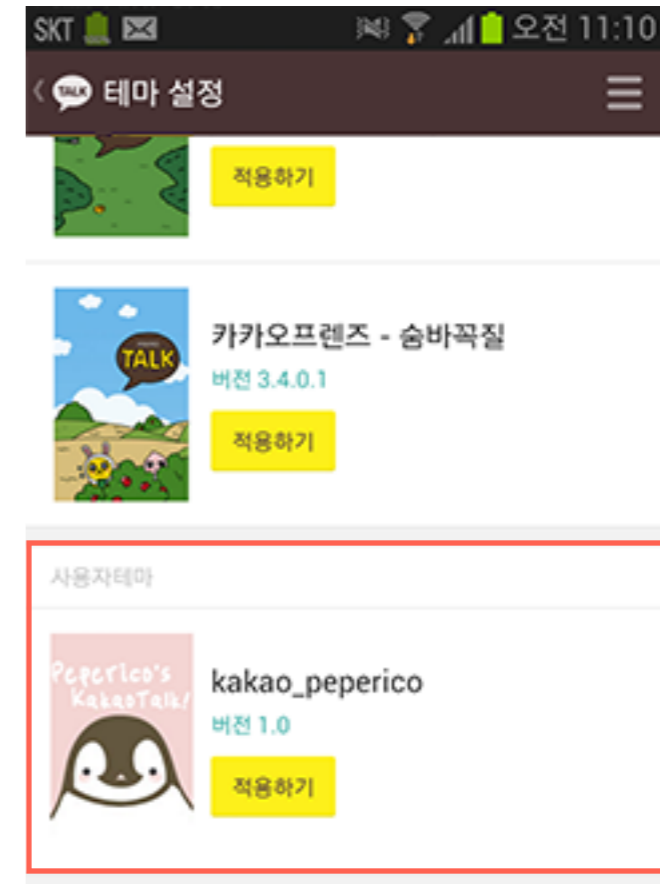 SKT 오전 11:10
TALK 테마 설정
적용하기
TALK
카카오프렌즈 - 숨바꼭질
버전 3.4.0.1
적용하기
사용자테마
Peperico's
KakaoTalk!
kakao_peperico
버전 1.0
적용하기